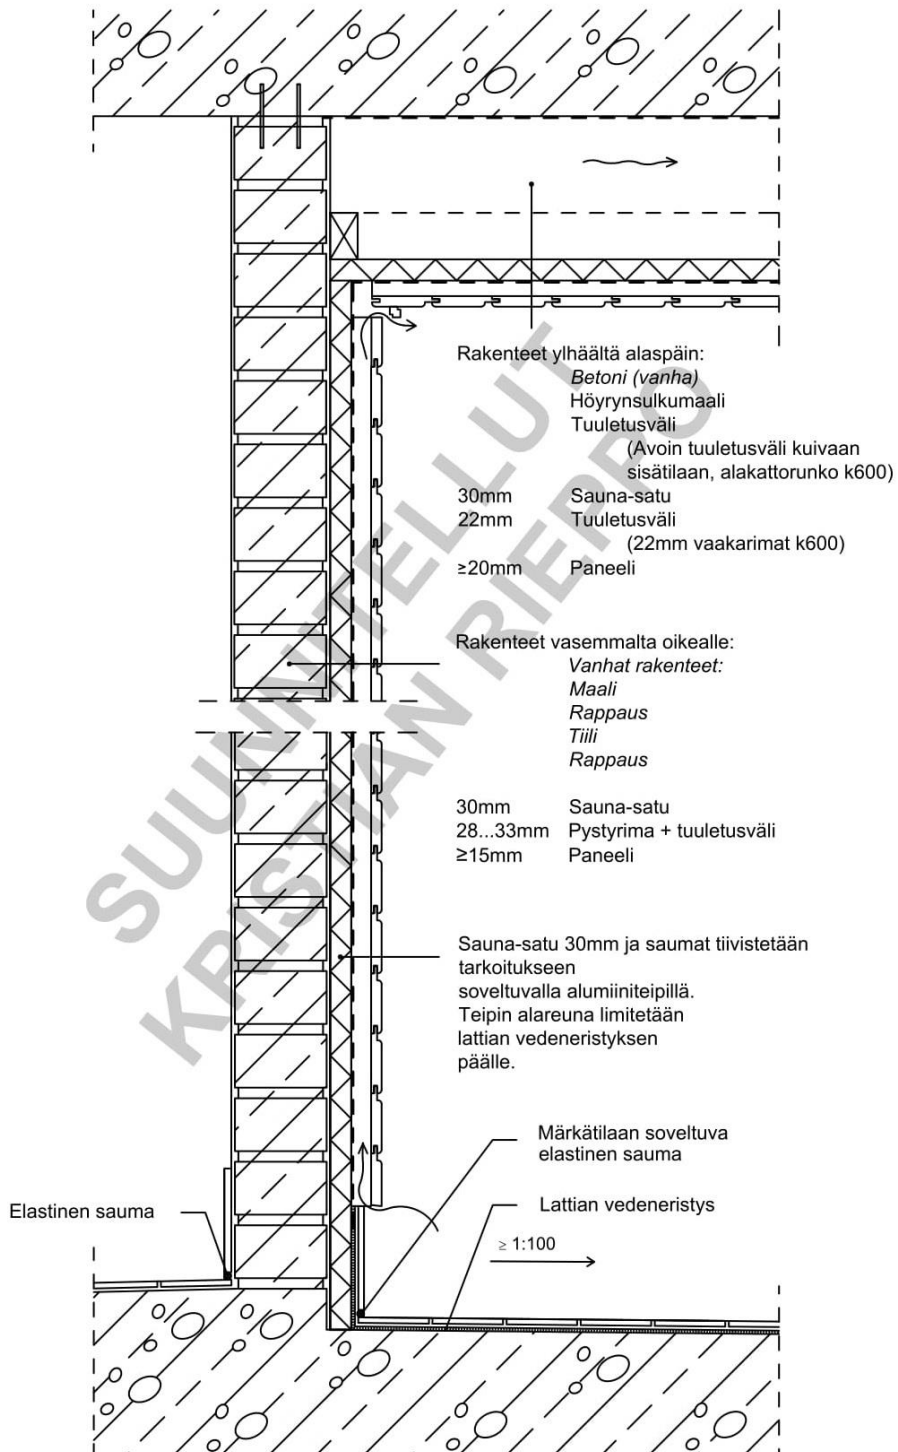 Rakenteet ylhäältä alaspäin:
Betoni (vanha)
Höyrynsulkumaali
Tuuletusväli
(Avoin tuuletusväli kuivaan
sisätilaan, alakattorunko k600)
30mm Sauna-satu
22mm Tuuletusväli
(22mm vaakarimat k600)
≥20mm Paneeli
Rakenteet vasemmalta oikealle:
Vanhat rakenteet:
Maali
Rappaus
Tiili
Rappaus
30mm Sauna-satu
28...33mm Pystyrima + tuuletusväli
≥15mm Paneeli
SUUNNITELLUT
KRISTIAN RIEPPO
Sauna-satu 30mm ja saumat tiivistetään
tarkoitukseen
soveltuvalla alumiiniteipillä.
Teipin alareuna limitetään
lattian vedeneristyksen
päälle.
Märkätilaan soveltuva
elastinen sauma
Elastinen sauma
Lattian vedeneristys
≥ 1:100